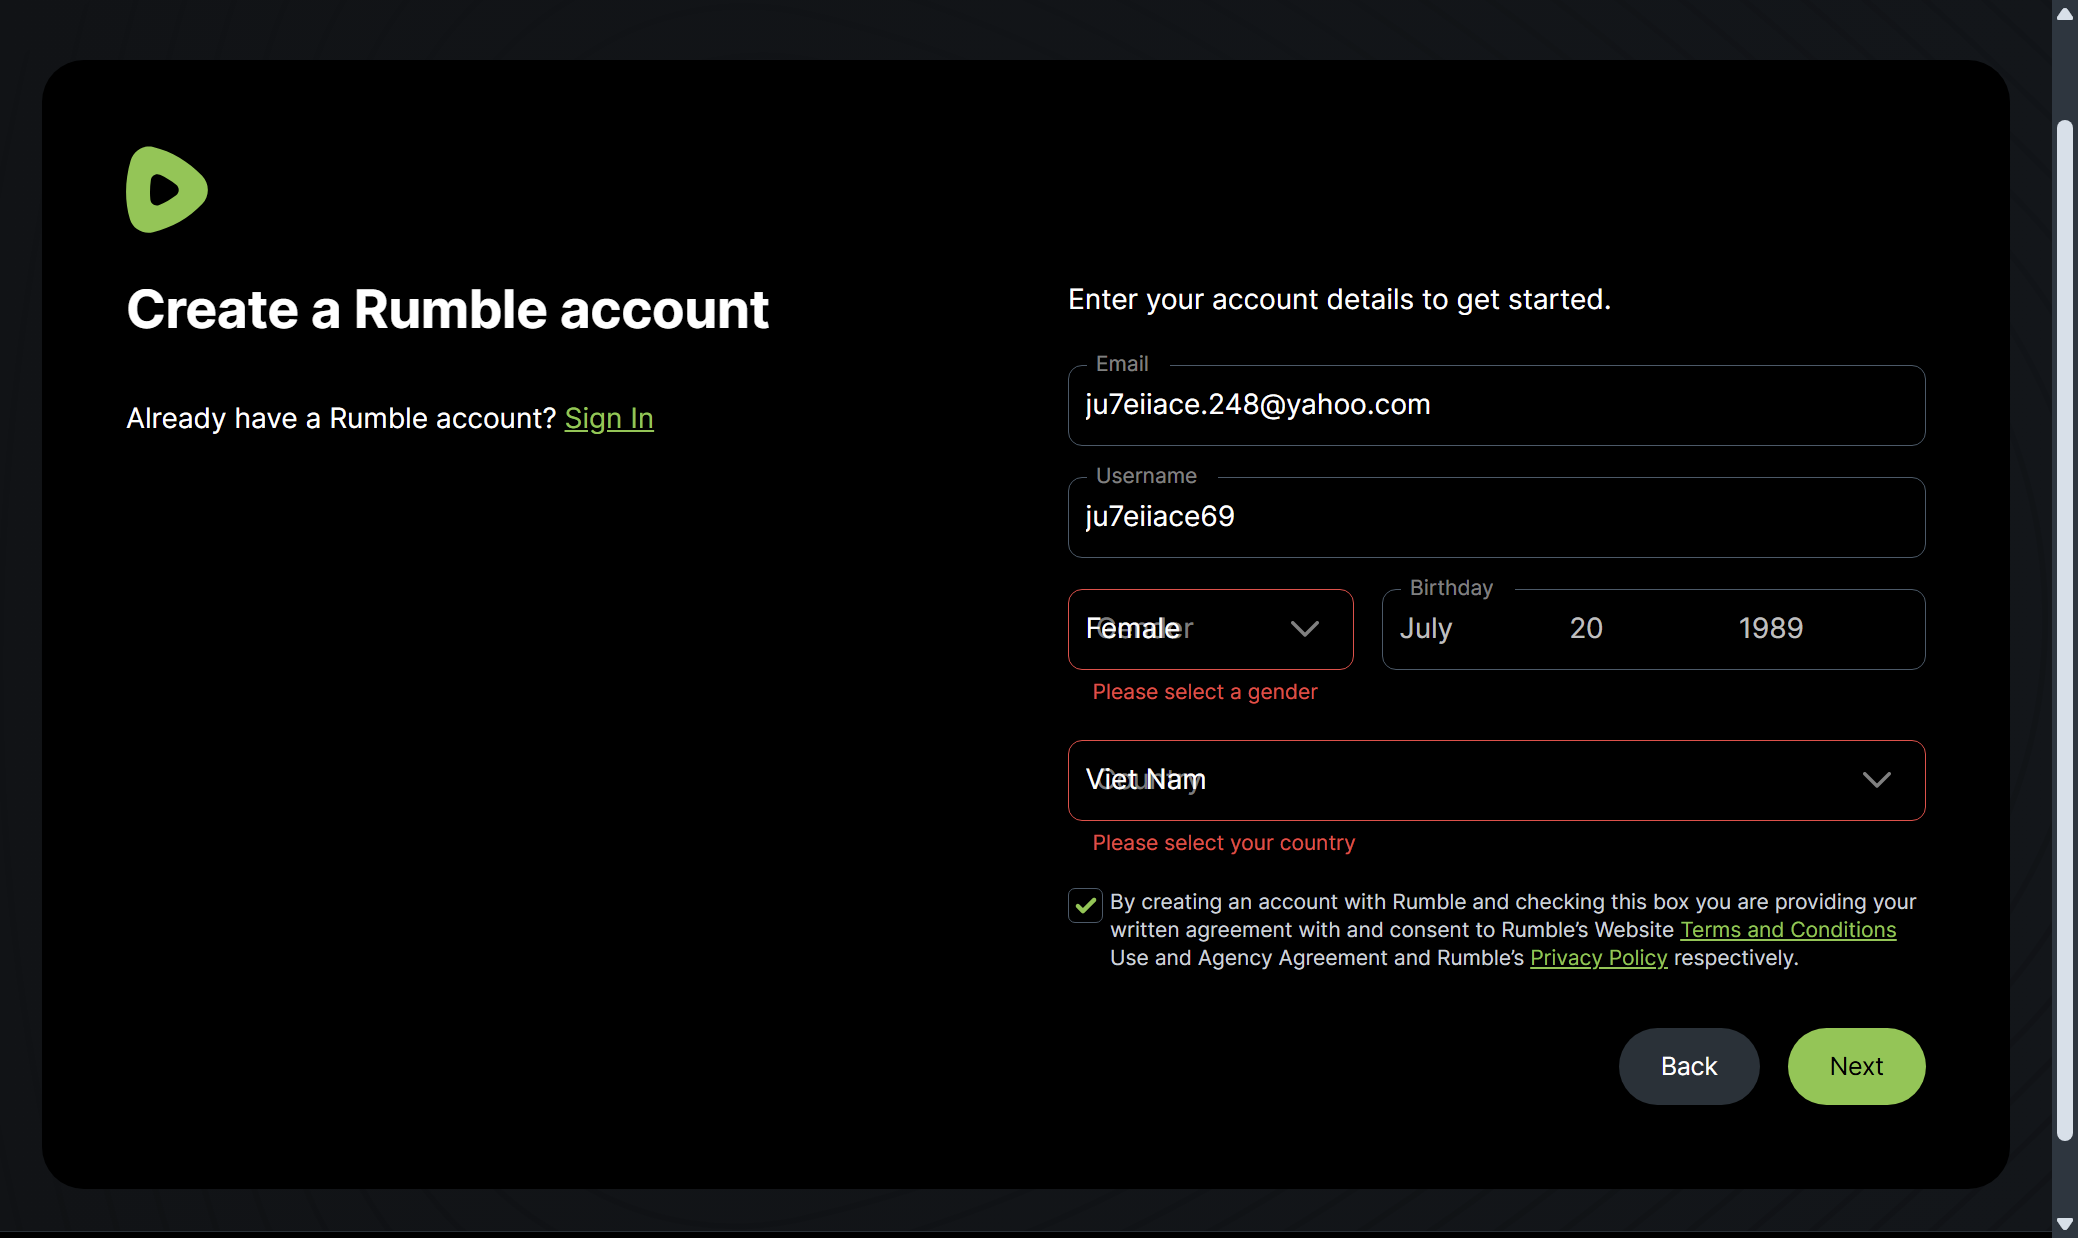 Create a Rumble account
Already have a Rumble account? Sign In
Enter your account details to get started.
Email
ju7eiiace.248@yahoo.com
Username
ju7eiiace69
Gender
Female
Please select a gender
Birthday
July 20 1989
Country
Viet Nam
Please select your country
By creating an account with Rumble and checking this box you are providing your
written agreement with and consent to Rumble’s Website Terms and Conditions
Use and Agency Agreement and Rumble’s Privacy Policy respectively.
Back
Next